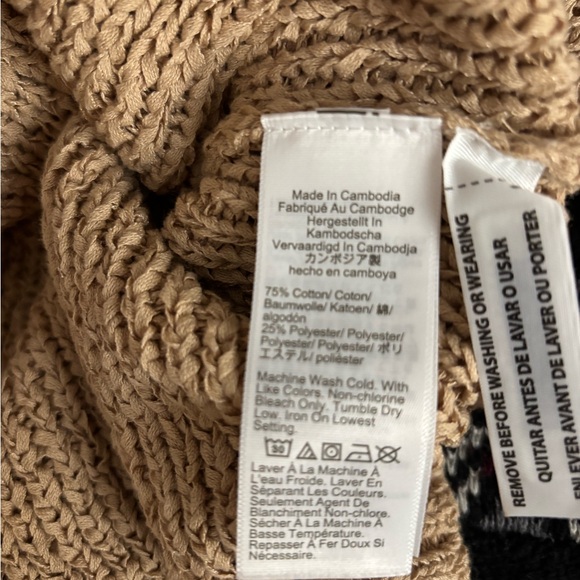 Made In Cambodia
Fabriqué Au Cambodge
Hergestellt In
Kambodscha
Vervaardigd In Cambodja
カンボジア製
hecho en camboya
75% Cotton/ Coton/
Baumwolle/ Katoen/ 綿/
algodón
25% Polyester/ Polyester/
Polyester/ Polyester/ ポリ
エステル/ poliéster
Machine Wash Cold. With
Like Colors. Non-chlorine
Bleach Only. Tumble Dry
Low. Iron On Lowest
Setting.
30
Laver À La Machine À
L'eau Froide. Laver En
Séparant Les Couleurs.
Seulement Agent De
Blanchiment Non-chlore.
Sécher À La Machine À
Basse Température.
Repasser À Fer Doux Si
Nécessaire.
REMOVE BEFORE WASHING OR WEARING
QUITAR ANTES DE LAVAR O USAR
ENLEVER AVANT DE LAVER OU PORTER